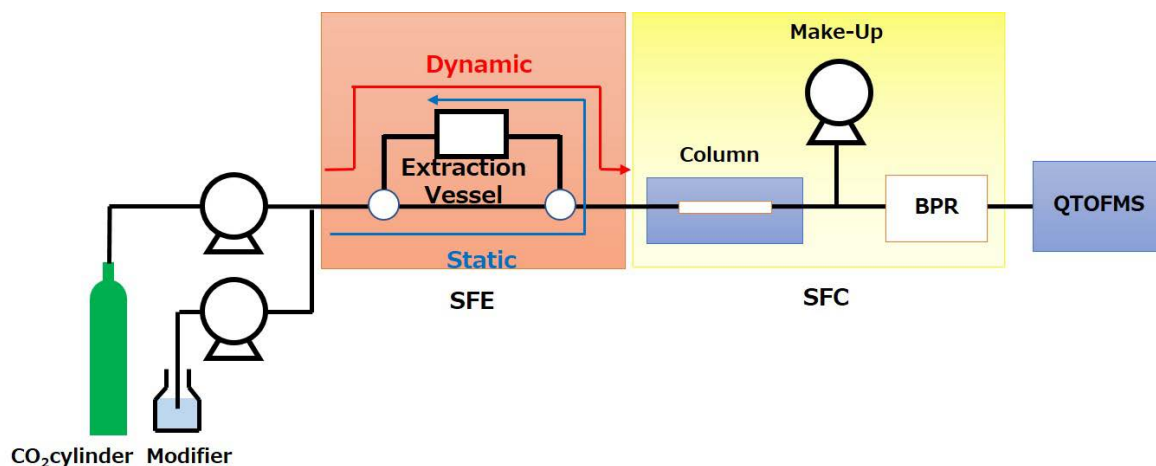 Make-Up
Dynamic
Column
Extraction
Vessel
BPR
QTOFMS
Static
SFE
SFC
CO₂cylinder
Modifier